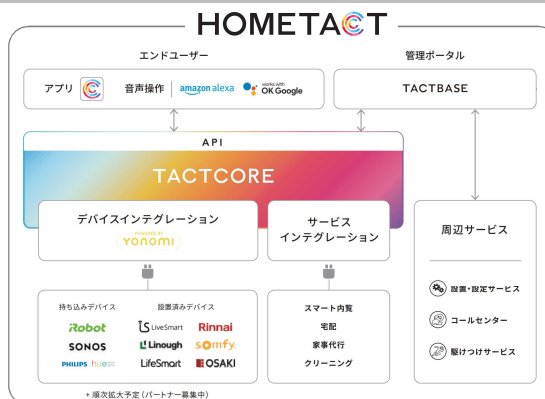 HOMETACT
エンドユーザー
管理ポータル
アプリ
音声操作
amazon alexa
works with
OK Google
TACTBASE
API
TACTCORE
デバイスインテグレーション
POWERED BY
YONOMI
サービス
インテグレーション
周辺サービス
設置・設定サービス
コールセンター
駆けつけサービス
持ち込みデバイス
設置済みデバイス
iRobot
LiveSmart
Rinnai
SONOS
Linough
somfy
PHILIPS hue
LifeSmart
OSAKI
スマート内覧
宅配
家事代行
クリーニング
+ 順次拡大予定（パートナー募集中）